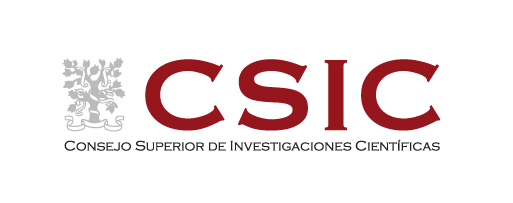 CSIC
CONSEJO SUPERIOR DE INVESTIGACIONES CIENTÍFICAS